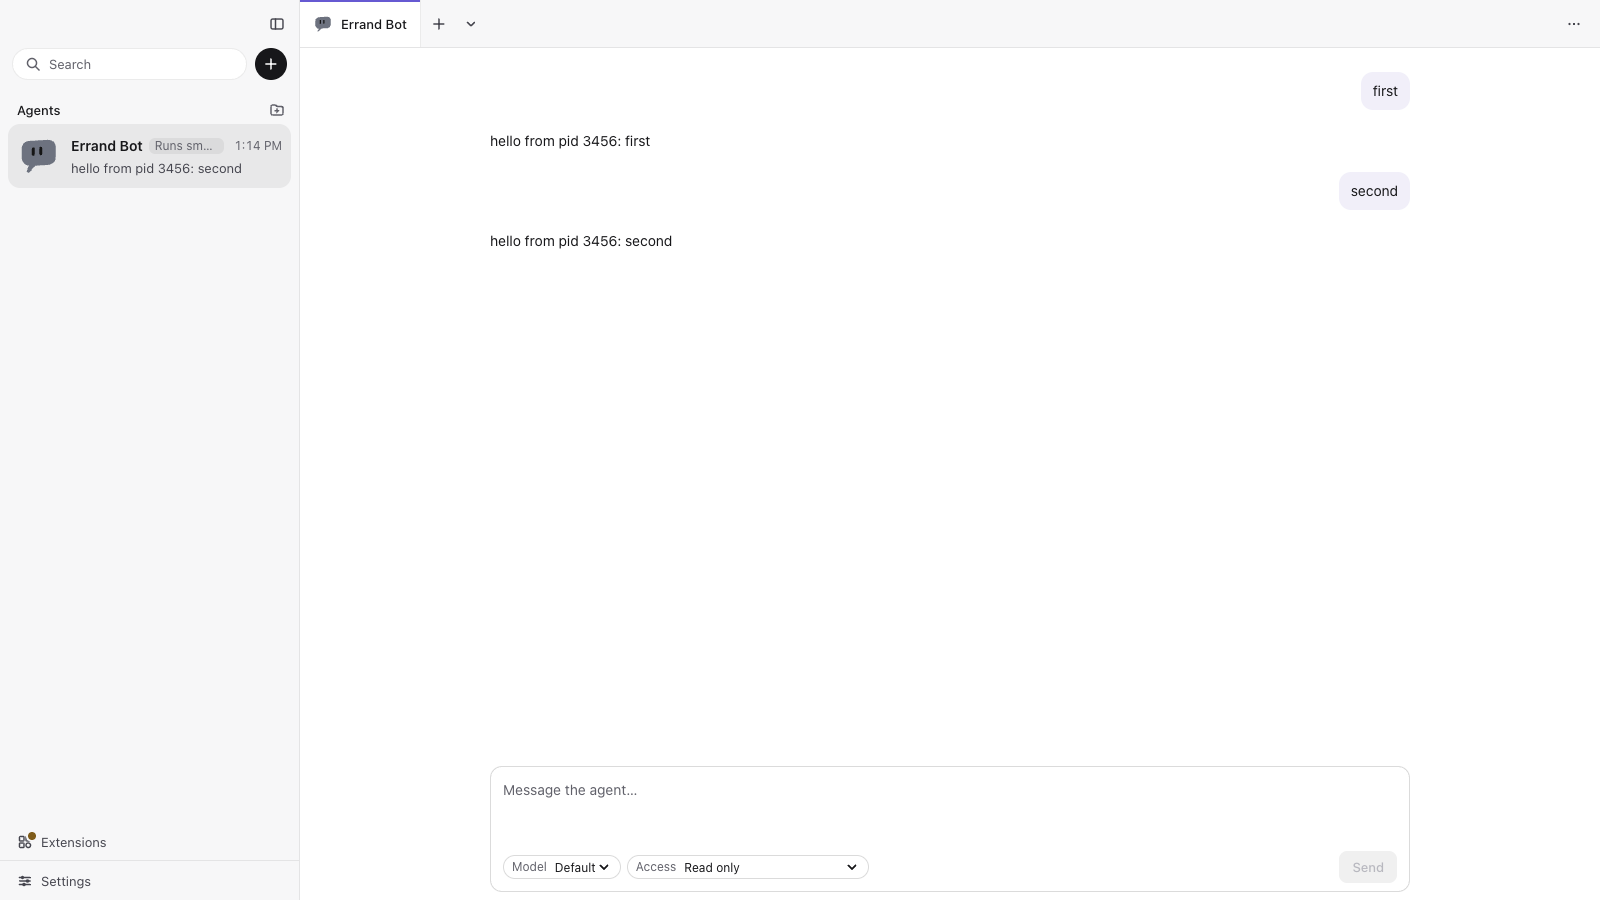 Search
Agents
Errand Bot Runs sm... 1:14 PM
hello from pid 3456: second
Extensions
Settings
Errand Bot
first
hello from pid 3456: first
second
hello from pid 3456: second
Message the agent...
Model Default Access Read only Send